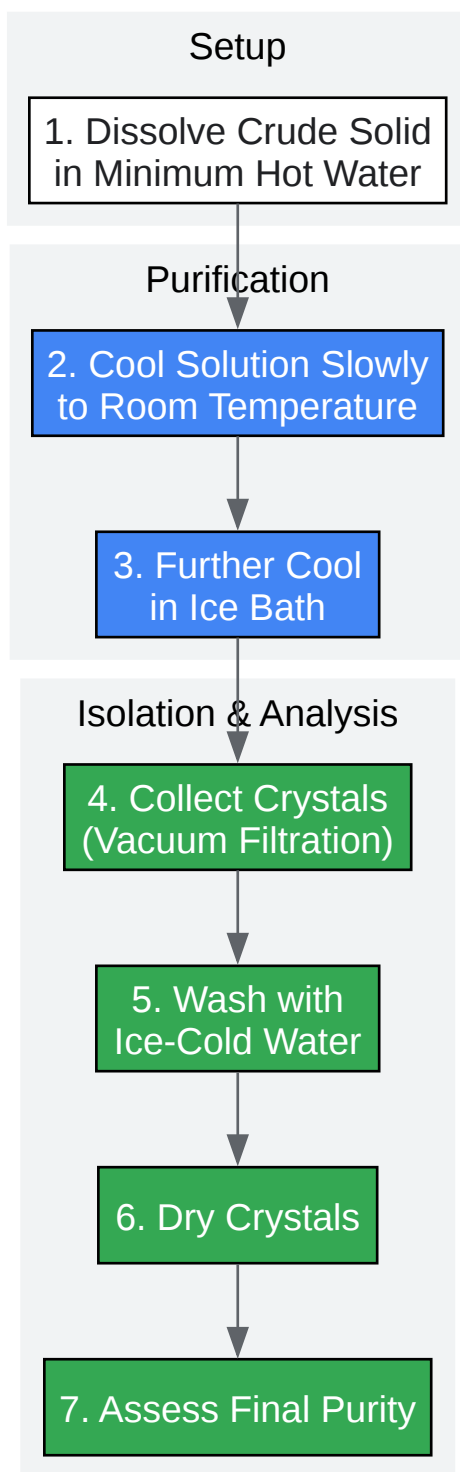 Setup
1. Dissolve Crude Solid
in Minimum Hot Water
Purification
2. Cool Solution Slowly
to Room Temperature
3. Further Cool
in Ice Bath
Isolation & Analysis
4. Collect Crystals
(Vacuum Filtration)
5. Wash with
Ice-Cold Water
6. Dry Crystals
7. Assess Final Purity